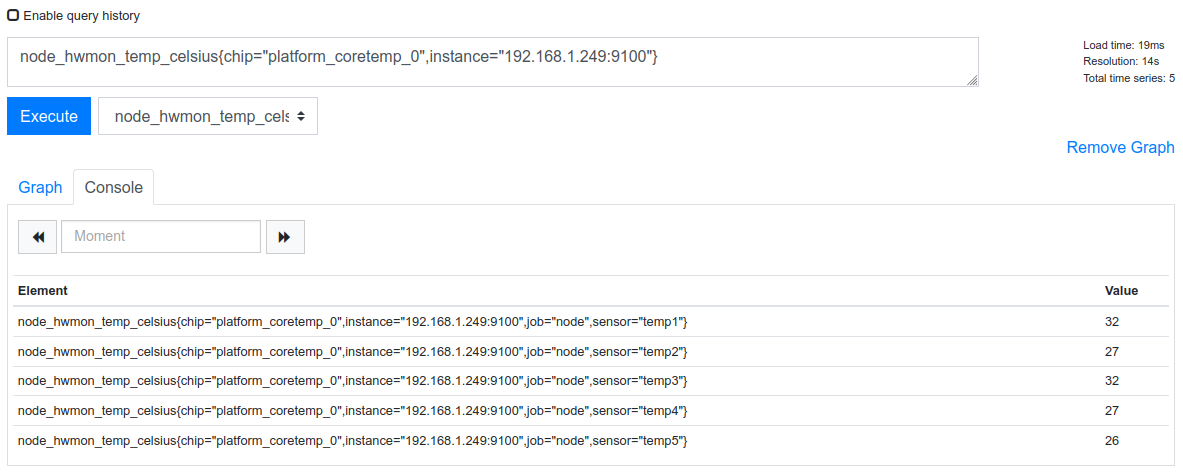 Enable query history
node_hwmon_temp_celsius{chip="platform_coretemp_0",instance="192.168.1.249:9100"}
Load time: 19ms
Resolution: 14s
Total time series: 5
Execute
node_hwmon_temp_cels
Remove Graph
Graph Console
Moment
Element Value
node_hwmon_temp_celsius{chip="platform_coretemp_0",instance="192.168.1.249:9100",job="node",sensor="temp1"} 32
node_hwmon_temp_celsius{chip="platform_coretemp_0",instance="192.168.1.249:9100",job="node",sensor="temp2"} 27
node_hwmon_temp_celsius{chip="platform_coretemp_0",instance="192.168.1.249:9100",job="node",sensor="temp3"} 32
node_hwmon_temp_celsius{chip="platform_coretemp_0",instance="192.168.1.249:9100",job="node",sensor="temp4"} 27
node_hwmon_temp_celsius{chip="platform_coretemp_0",instance="192.168.1.249:9100",job="node",sensor="temp5"} 26